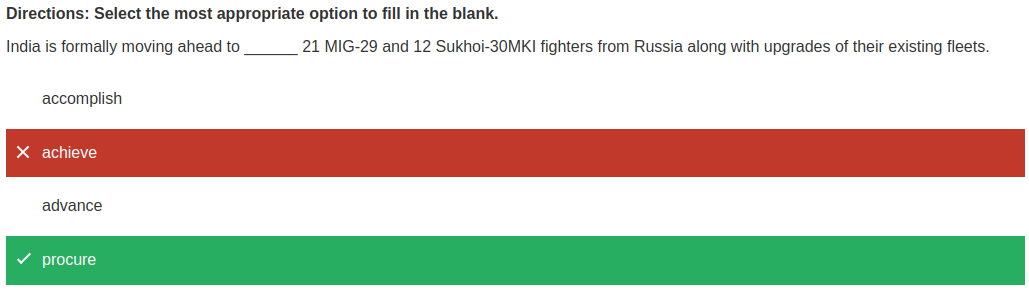 Directions: Select the most appropriate option to fill in the blank.
India is formally moving ahead to ______ 21 MIG-29 and 12 Sukhoi-30MKI fighters from Russia along with upgrades of their existing fleets.
accomplish
achieve
advance
procure